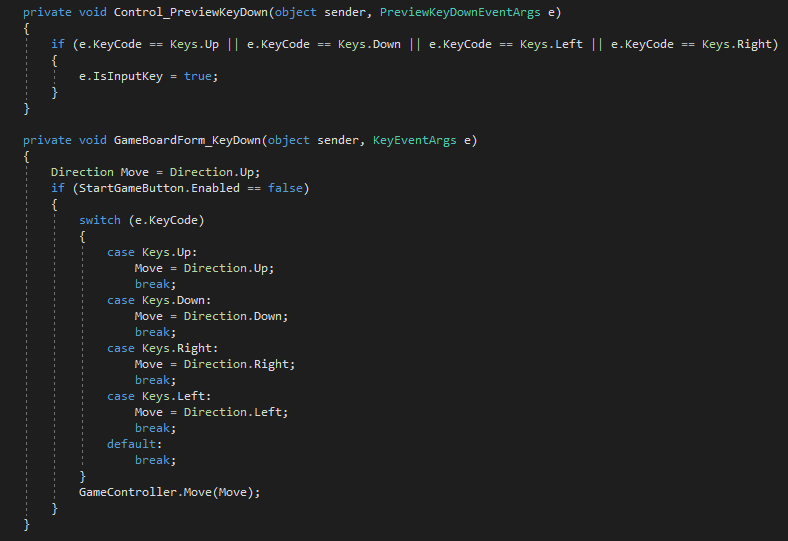 private void Control_PreviewKeyDown(object sender, PreviewKeyDownEventArgs e)
{
    if (e.KeyCode == Keys.Up || e.KeyCode == Keys.Down || e.KeyCode == Keys.Left || e.KeyCode == Keys.Right)
    {
        e.IsInputKey = true;
    }
}

private void GameBoardForm_KeyDown(object sender, KeyEventArgs e)
{
    Direction Move = Direction.Up;
    if (StartGameButton.Enabled == false)
    {
        switch (e.KeyCode)
        {
            case Keys.Up:
                Move = Direction.Up;
                break;
            case Keys.Down:
                Move = Direction.Down;
                break;
            case Keys.Right:
                Move = Direction.Right;
                break;
            case Keys.Left:
                Move = Direction.Left;
                break;
            default:
                break;
        }
        GameController.Move(Move);
    }
}